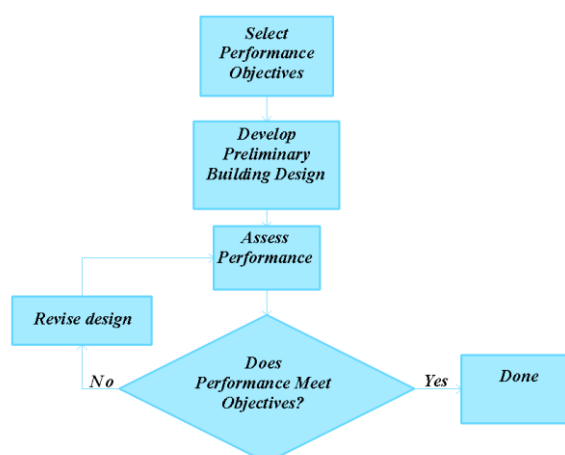 Select
Performance
Objectives
Develop
Preliminary
Building Design
Assess
Performance
Revise design
Does
Performance Meet
Objectives?
No
Yes
Done